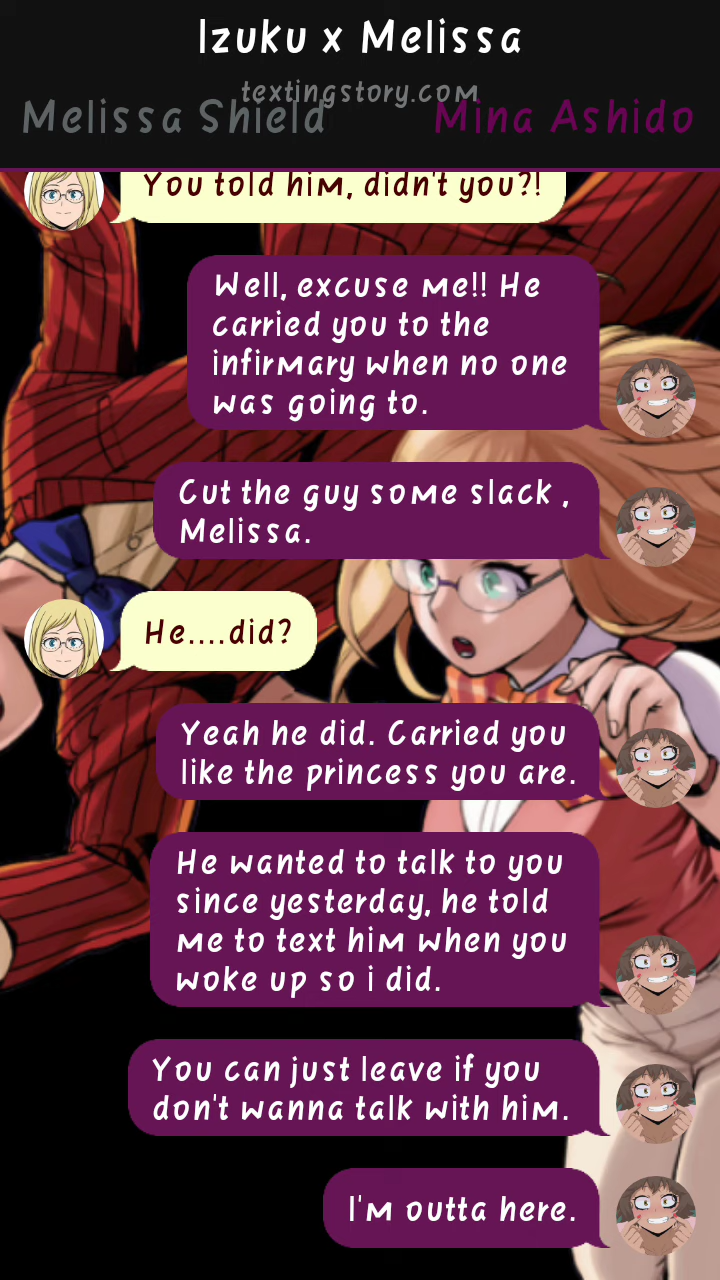 Izuku x Melissa
textingstory.com
Melissa Shield
Mina Ashido
You told him, didn't you?!
Well, excuse me!! He
carried you to the
infirmary when no one
was going to.
Cut the guy some slack ,
Melissa.
He....did?
Yeah he did. Carried you
like the princess you are.
He wanted to talk to you
since yesterday, he told
me to text him when you
woke up so i did.
You can just leave if you
don't wanna talk with him.
I'm outta here.